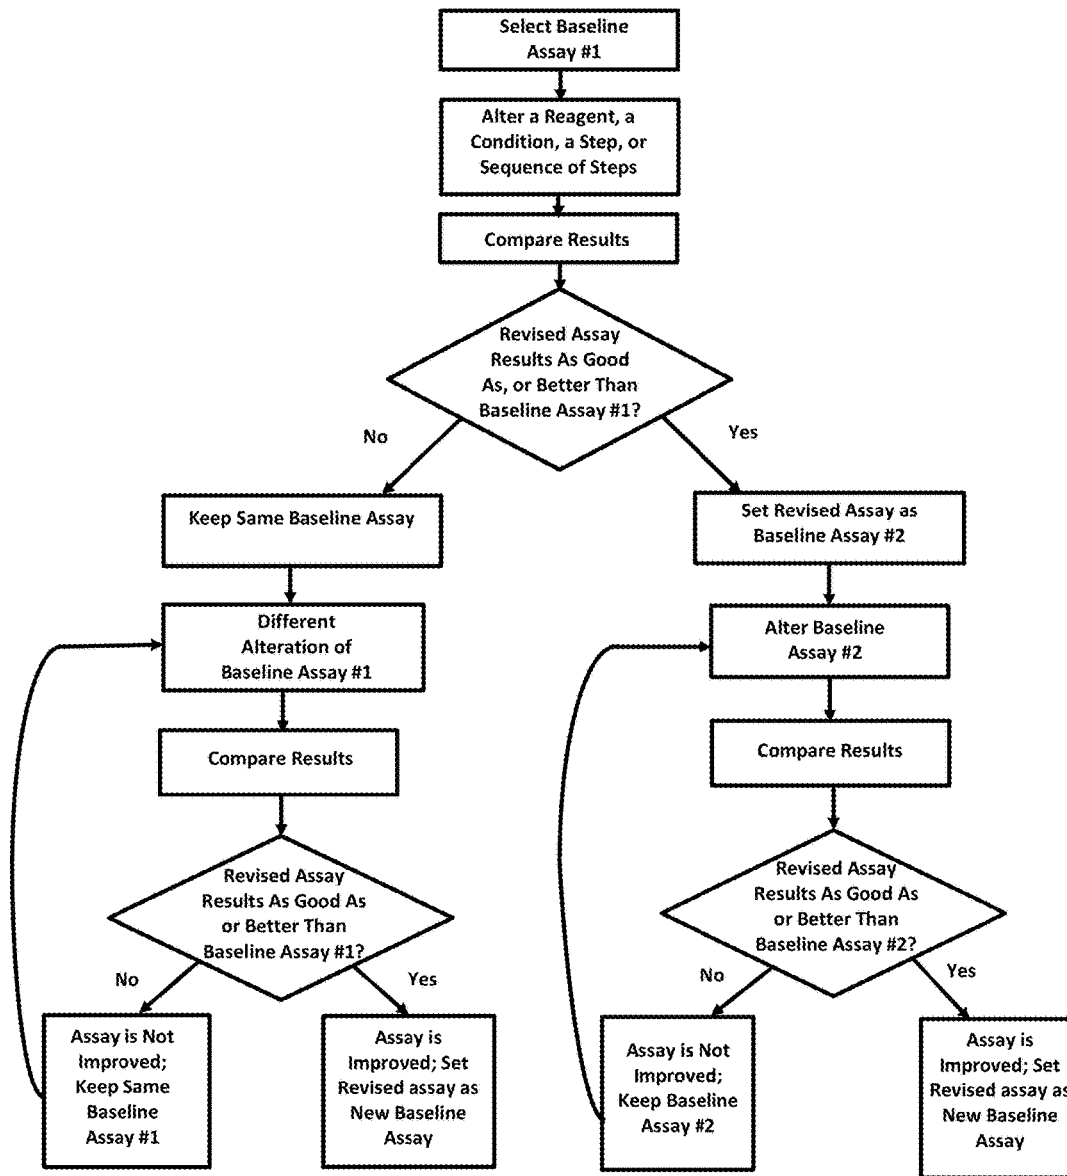 Select Baseline
Assay #1
Alter a Reagent, a
Condition, a Step, or
Sequence of Steps
Compare Results
Revised Assay
Results As Good
As, or Better Than
Baseline Assay #1?
No
Yes
Keep Same Baseline Assay
Set Revised Assay as
Baseline Assay #2
Different
Alteration of
Baseline Assay #1
Alter Baseline
Assay #2
Compare Results
Compare Results
Revised Assay
Results As Good As
or Better Than
Baseline Assay #1?
Revised Assay
Results As Good As
or Better Than
Baseline Assay #2?
No
Yes
No
Yes
Assay is Not
Improved;
Keep Same
Baseline
Assay #1
Assay is
Improved; Set
Revised assay as
New Baseline
Assay
Assay is Not
Improved;
Keep Baseline
Assay #2
Assay is
Improved; Set
Revised assay as
New Baseline
Assay